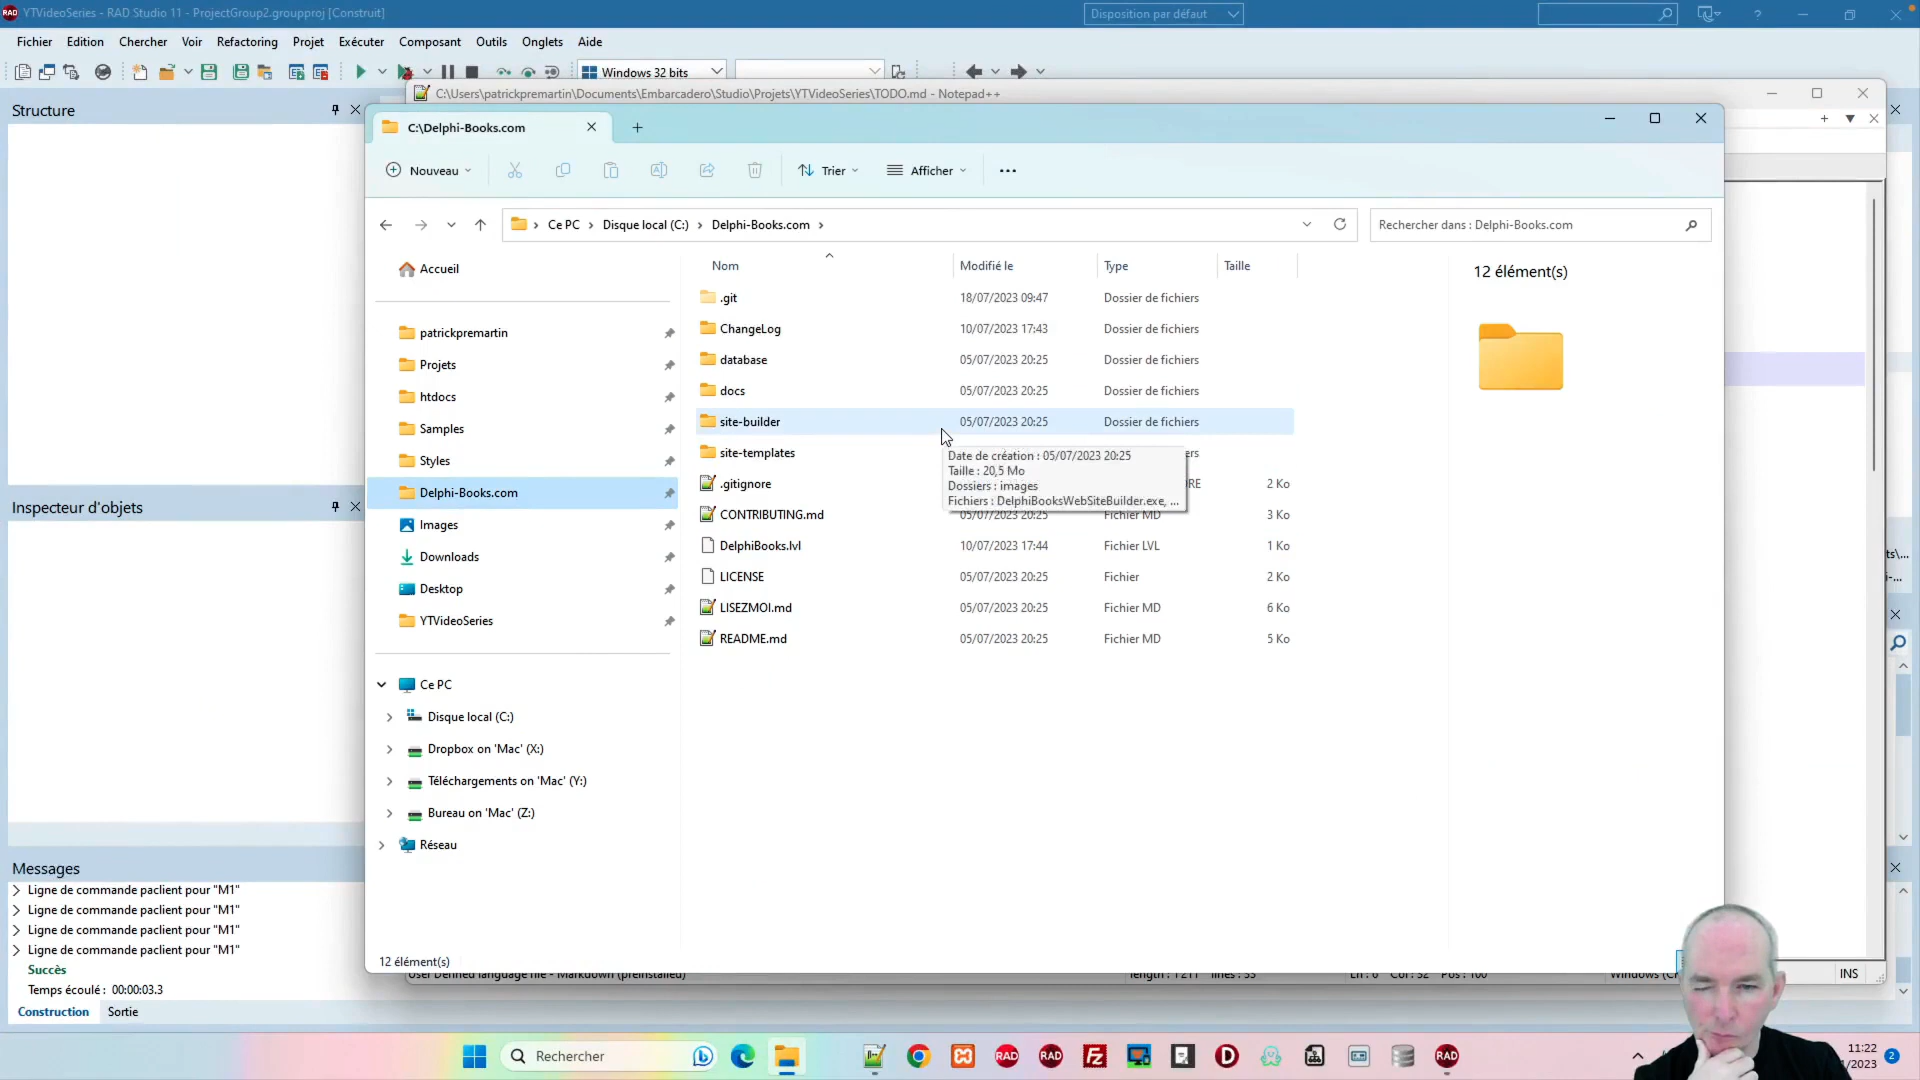 YTVideoSeries - RAD Studio 11 - ProjectGroup2.groupproj [Construit]
Disposition par défaut
Fichier Edition Chercher Voir Refactoring Projet Exécuter Composant Outils Onglets Aide
Windows 32 bits
C:\Users\patrickpremartin\Documents\Embarcadero\Studio\Projets\YTVideoSeries\TODO.md - Notepad++
Structure
C:\Delphi-Books.com
Nouveau
Trier
Afficher
Ce PC
Disque local (C:)
Delphi-Books.com
Rechercher dans : Delphi-Books.com
Nom Modifié le Type Taille
12 élément(s)
.git 18/07/2023 09:47 Dossier de fichiers
ChangeLog 10/07/2023 17:43 Dossier de fichiers
database 05/07/2023 20:25 Dossier de fichiers
docs 05/07/2023 20:25 Dossier de fichiers
site-builder 05/07/2023 20:25 Dossier de fichiers
site-templates
.gitignore 2 Ko
CONTRIBUTING.md 05/07/2023 20:25 Fichier MD 3 Ko
DelphiBooks.lvl 10/07/2023 17:44 Fichier LVL 1 Ko
LICENSE 05/07/2023 20:25 Fichier 2 Ko
LISEZMOI.md 05/07/2023 20:25 Fichier MD 6 Ko
README.md 05/07/2023 20:25 Fichier MD 5 Ko
Date de création : 05/07/2023 20:25
Taille : 20,5 Mo
Dossiers : images
Fichiers : DelphiBooksWebSiteBuilder.exe, ...
Accueil
patrickpremartin
Projets
htdocs
Samples
Styles
Delphi-Books.com
Images
Downloads
Desktop
YTVideoSeries
Ce PC
Disque local (C:)
Dropbox on 'Mac' (X:)
Téléchargements on 'Mac' (Y:)
Bureau on 'Mac' (Z:)
Réseau
12 élément(s)
Inspecteur d'objets
Messages
Ligne de commande paclient pour "M1"
Ligne de commande paclient pour "M1"
Ligne de commande paclient pour "M1"
Ligne de commande paclient pour "M1"
Succès
Temps écoulé : 00:00:03.3
Construction Sortie
INS
Rechercher
RAD
RAD
RAD
11:22
2